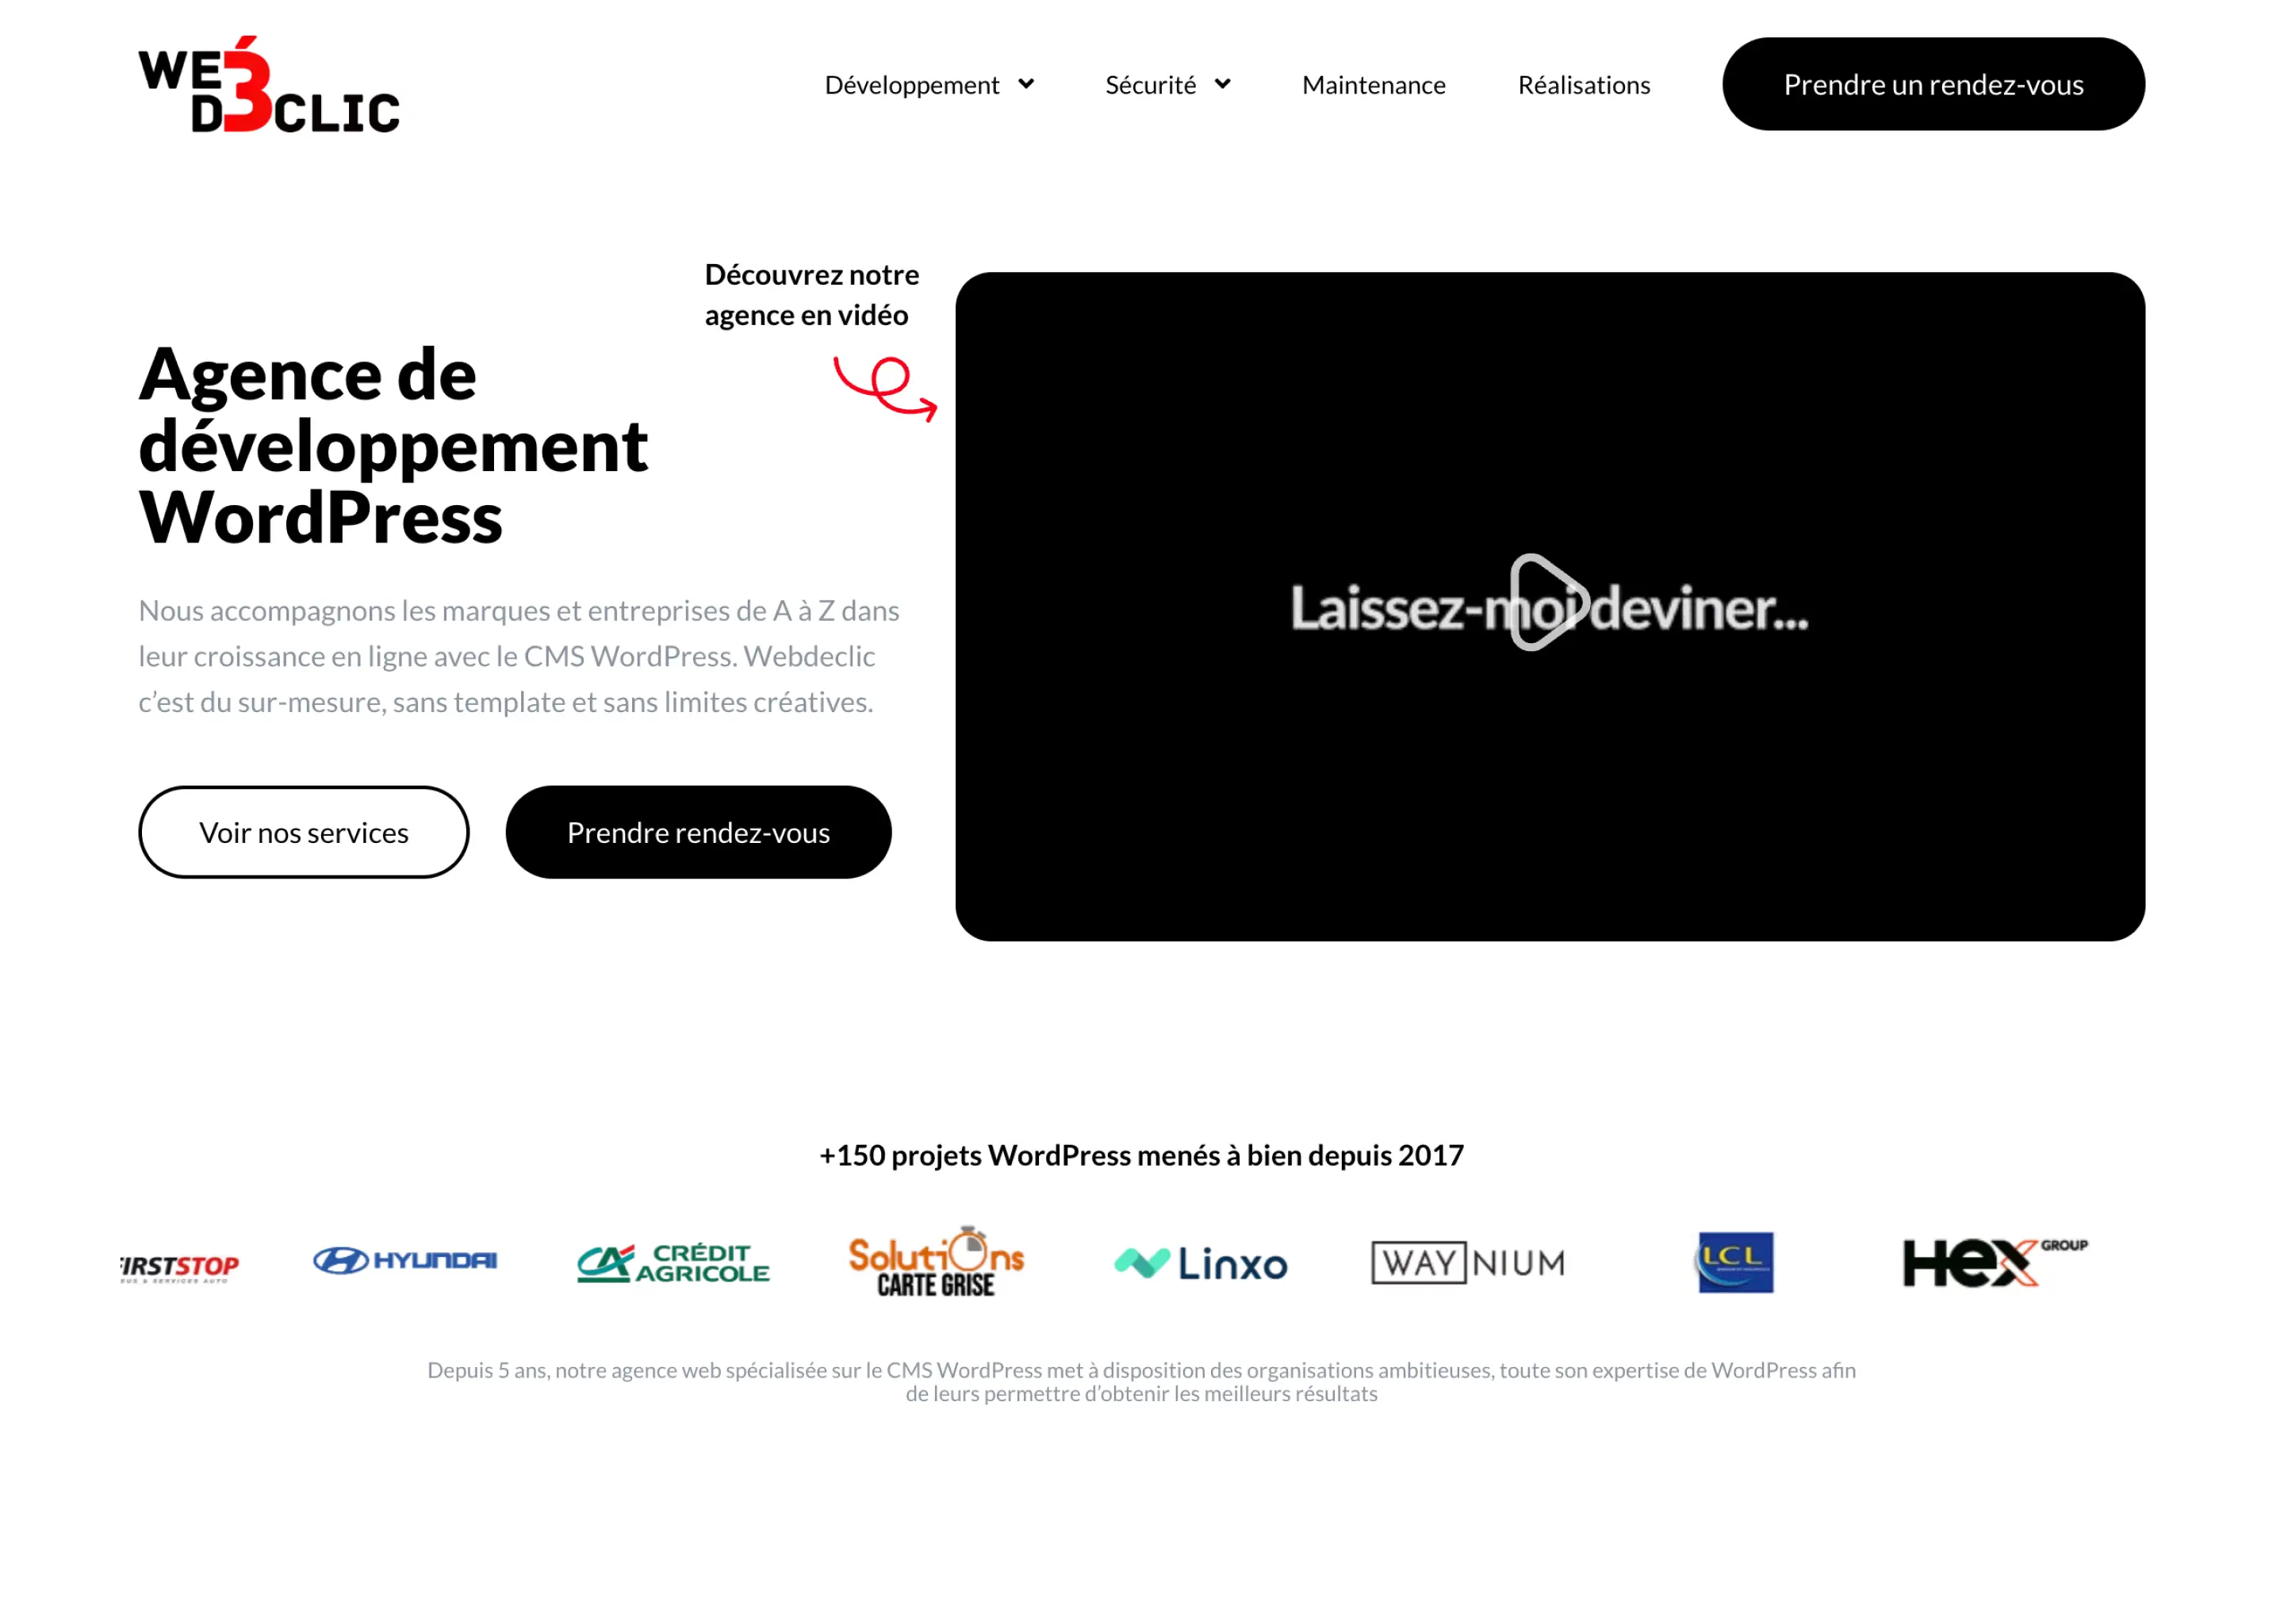 WEB
DÉCLIC
Développement
Sécurité
Maintenance
Réalisations
Prendre un rendez-vous
Découvrez notre
agence en vidéo
Agence de
développement
WordPress
Nous accompagnons les marques et entreprises de A à Z dans
leur croissance en ligne avec le CMS WordPress. Webdeclic
c’est du sur-mesure, sans template et sans limites créatives.
Voir nos services
Prendre rendez-vous
Laissez-moi deviner...
+150 projets WordPress menés à bien depuis 2017
FIRSTSTOP
HYUNDAI
CRÉDIT
AGRICOLE
Solutions
CARTE GRISE
Linxo
WAYNIUM
LCL
HEX GROUP
Depuis 5 ans, notre agence web spécialisée sur le CMS WordPress met à disposition des organisations ambitieuses, toute son expertise de WordPress afin
de leurs permettre d’obtenir les meilleurs résultats